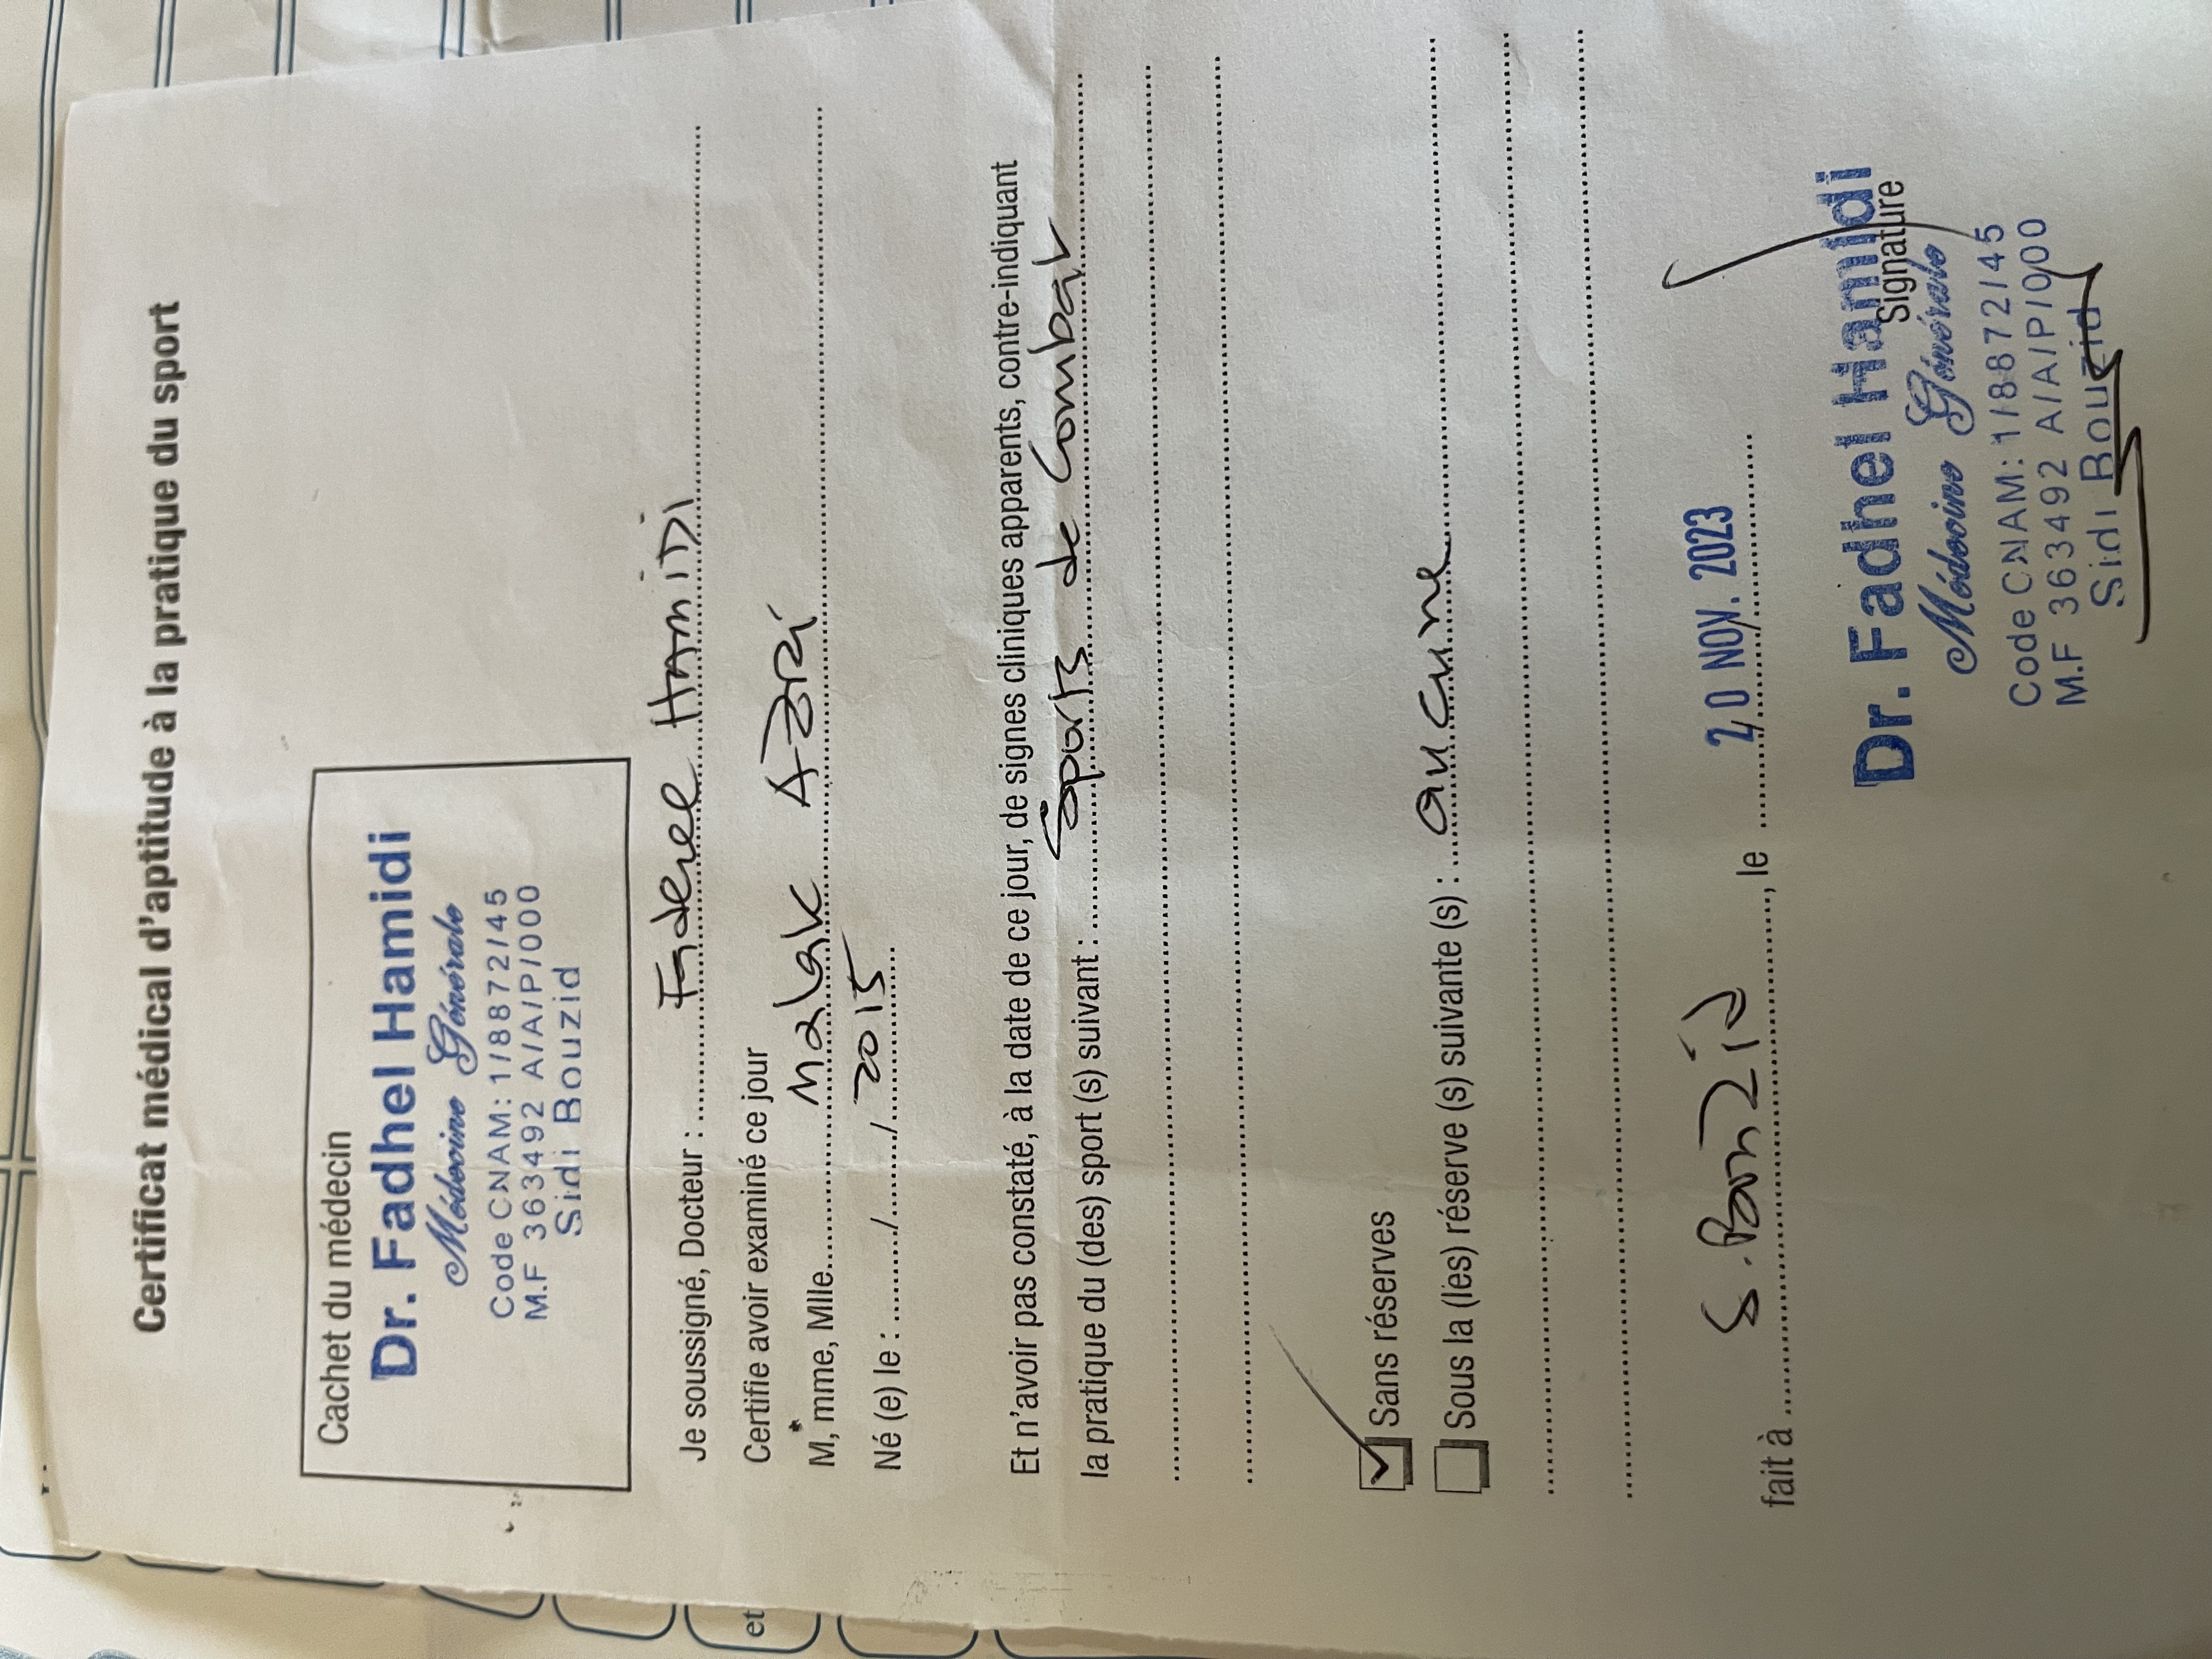 Certificat médical d'aptitude à la pratique du sport
Cachet du médecin
Dr. Fadhel Hamidi
Médecine Générale
Code CNAM: 1/8872/45
M.F 363492 A/A/P/000
Sidi Bouzid
Je soussigné, Docteur : Fadhel Hamidi
Certifie avoir examiné ce jour
M, mme, Mlle Malak Azri
Né (e) le : / / 2015
Et n'avoir pas constaté, à la date de ce jour, de signes cliniques apparents, contre-indiquant
la pratique du (des) sport (s) suivant : Sports de Combat
Sans réserves
Sous la (les) réserve (s) suivante (s) : aucune
fait à S. Bouzid, le 20 NOV. 2023
Dr. Fadhel Hamidi
Signature
Médecine Générale
Code CNAM: 1/8872/45
M.F 363492 A/A/P/000
Sidi Bouzid
et